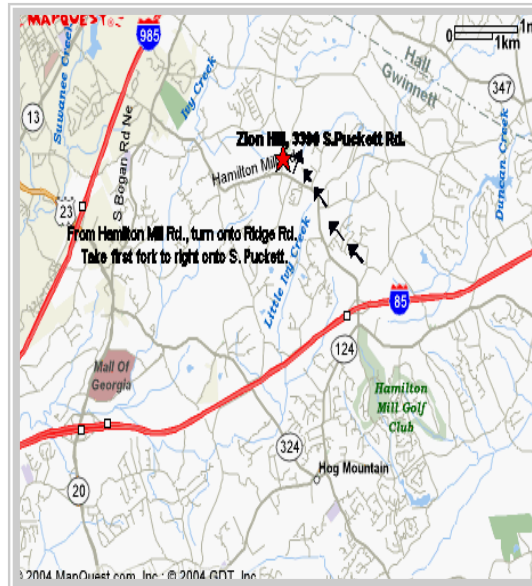 MAPQUEST
985
0 1m
1km
Hall
Gwinnett
347
13
Suwanee Creek
Ivy Creek
Duncan Creek
S Bogan Rd Ne
Zion Hill, 3390 S.Puckett Rd.
Hamilton Mill
23
From Hamilton Mill Rd., turn onto Ridge Rd.
Take first fork to right onto S. Puckett.
Little Ivy Creek
85
124
Mall Of
Georgia
Hamilton
Mill Golf
Club
324
Hog Mountain
20
2004 MapQuest.com, Inc.; © 2004 GDT, Inc.